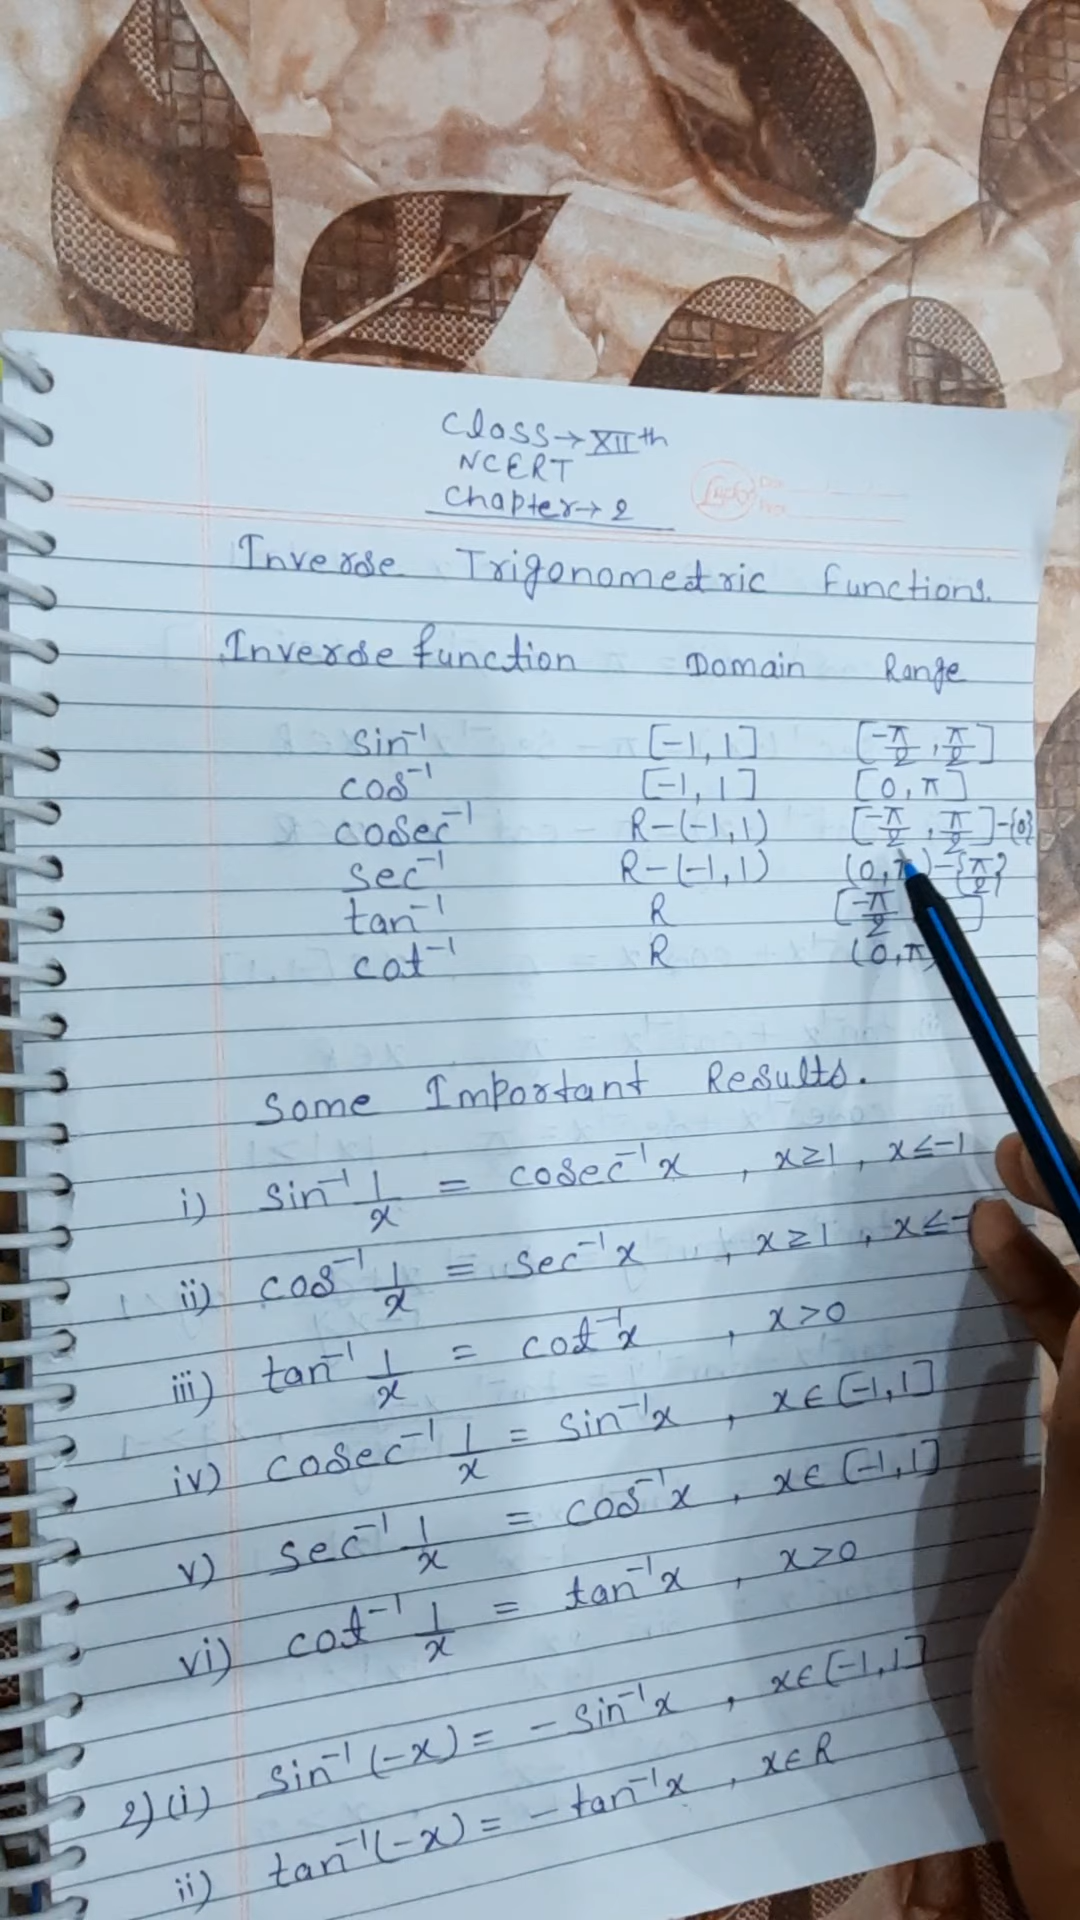 Class→XIIth
NCERT
Chapter→2
Inverse Trigonometric Functions.
Inverse function Domain Range
sin⁻¹ [-1,1] [-π/2, π/2]
cos⁻¹ [-1,1] [0,π]
cosec⁻¹ R-(-1,1) [-π/2, π/2]-{0}
sec⁻¹ R-(-1,1) (0,π)-{π/2}
tan⁻¹ R [-π/2 ]
cot⁻¹ R (0,π
Some Important Results.
i) sin⁻¹ 1/x = cosec⁻¹x , x≥1, x≤-1
ii) cos⁻¹ 1/x = sec⁻¹x , x≥1, x≤-
iii) tan⁻¹ 1/x = cot⁻¹x , x>0
iv) cosec⁻¹ 1/x = sin⁻¹x , x∈[-1,1]
v) sec⁻¹ 1/x = cos⁻¹x , x∈[-1,1]
vi) cot⁻¹ 1/x = tan⁻¹x , x>0
2)(i) sin⁻¹(-x)= -sin⁻¹x , x∈[-1,1]
ii) tan⁻¹(-x)= -tan⁻¹x , x∈R